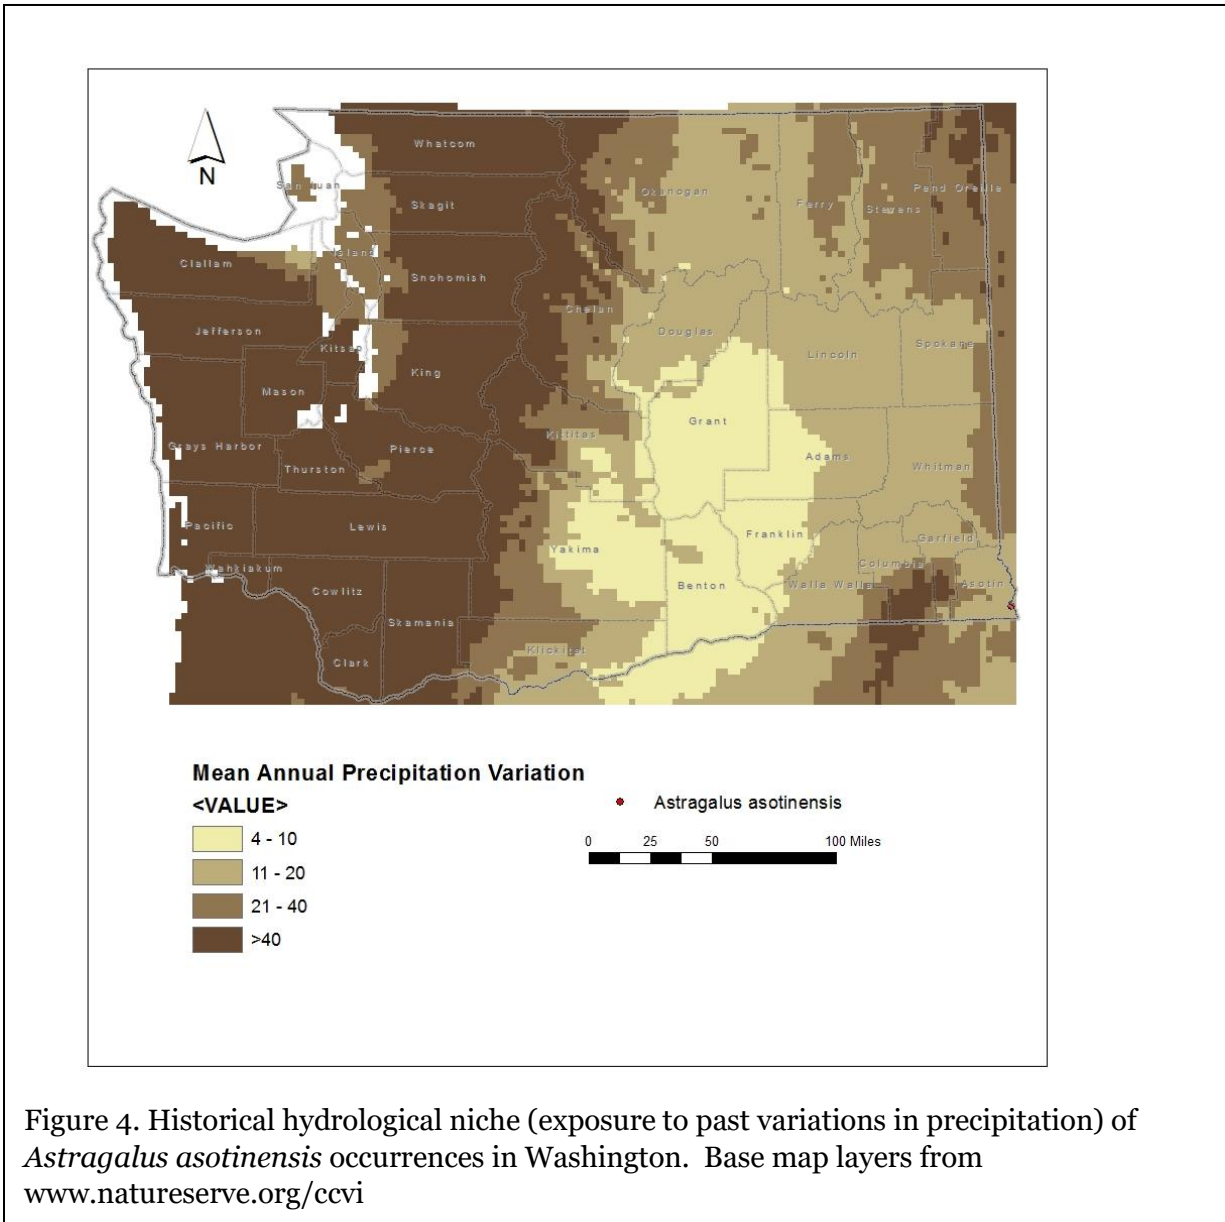 N
Whatcom
San Juan
Skagit
Okanogan
Ferry
Stevens
Pend Oreille
Island
Clallam
Snohomish
Chelan
Jefferson
Kitsap
Douglas
Lincoln
Spokane
King
Mason
Grant
Kittitas
Grays Harbor
Pierce
Adams
Whitman
Thurston
Pacific
Lewis
Yakima
Franklin
Garfield
Columbia
Wahkiakum
Benton
Walla Walla
Asotin
Cowlitz
Skamania
Klickitat
Clark
Mean Annual Precipitation Variation
<VALUE>
4 - 10
11 - 20
21 - 40
>40
Astragalus asotinensis
0 25 50 100 Miles
Figure 4. Historical hydrological niche (exposure to past variations in precipitation) of
Astragalus asotinensis occurrences in Washington. Base map layers from
www.natureserve.org/ccvi